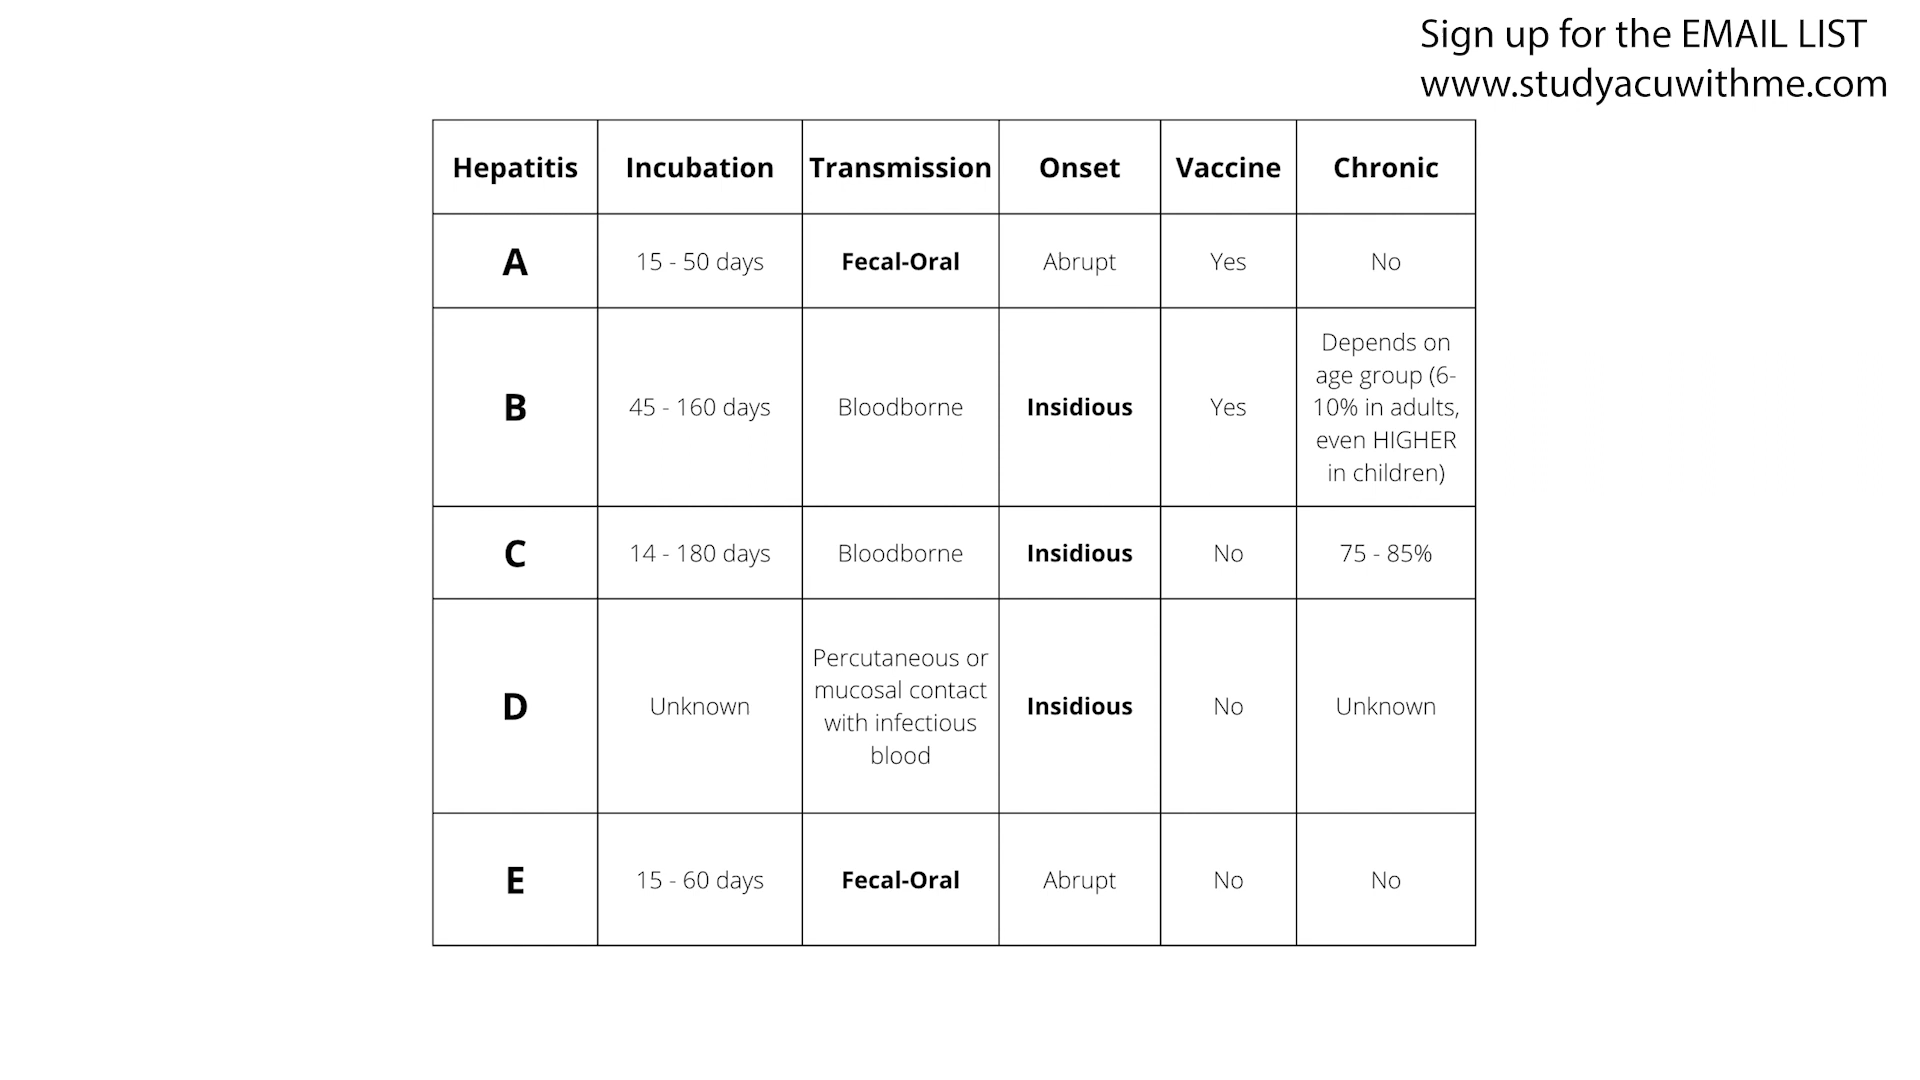 Sign up for the EMAIL LIST
www.studyacuwithme.com
Hepatitis Incubation Transmission Onset Vaccine Chronic
A 15 - 50 days Fecal-Oral Abrupt Yes No
B 45 - 160 days Bloodborne Insidious Yes Depends on
age group (6-
10% in adults,
even HIGHER
in children)
C 14 - 180 days Bloodborne Insidious No 75 - 85%
D Unknown Percutaneous or
mucosal contact
with infectious
blood
Insidious No Unknown
E 15 - 60 days Fecal-Oral Abrupt No No